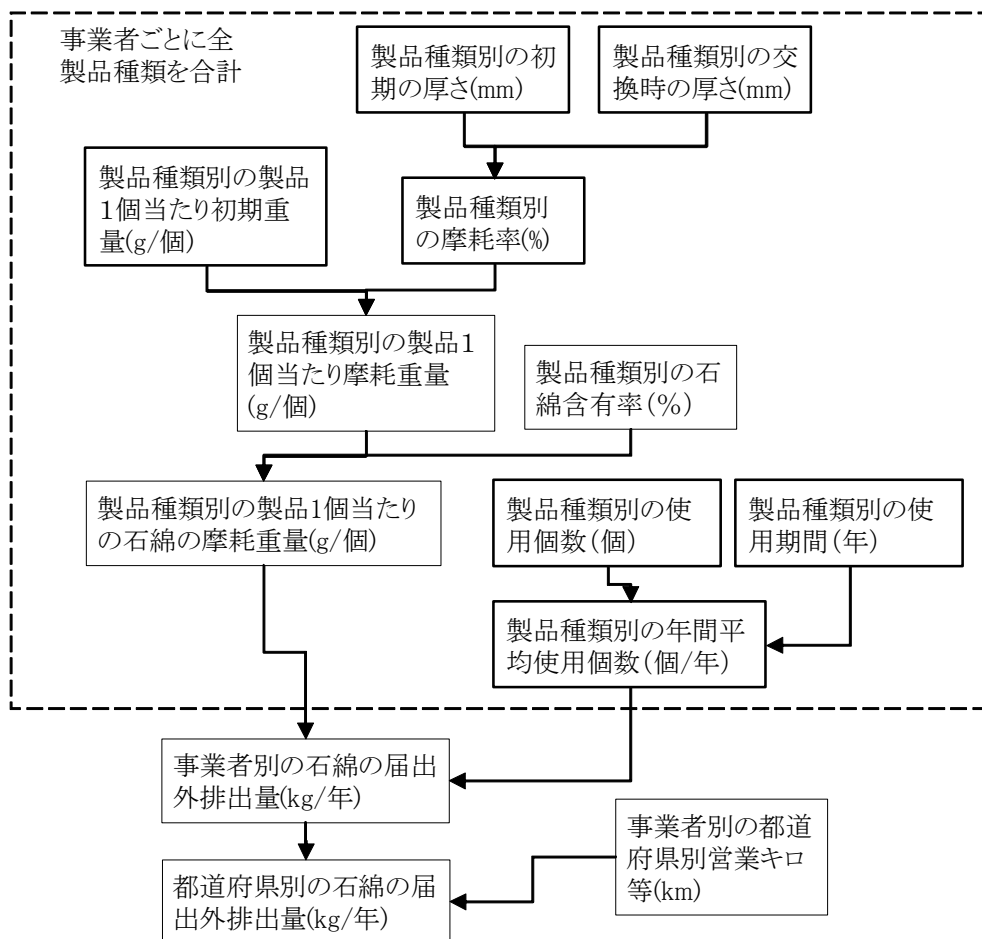 事業者ごとに全
製品種類を合計
製品種類別の初
期の厚さ(mm)
製品種類別の交
換時の厚さ(mm)
製品種類別の製品
１個当たり初期重
量(g/個)
製品種類別
の摩耗率(%)
製品種類別の製品１
個当たり摩耗重量
(g/個)
製品種類別の石
綿含有率（%）
製品種類別の製品1個当たり
の石綿の摩耗重量(g/個)
製品種類別の使
用個数（個）
製品種類別の使
用期間（年）
製品種類別の年間平
均使用個数（個/年）
事業者別の石綿の届出
外排出量(kg/年)
事業者別の都道
府県別営業キロ
等(km)
都道府県別の石綿の届
出外排出量(kg/年)